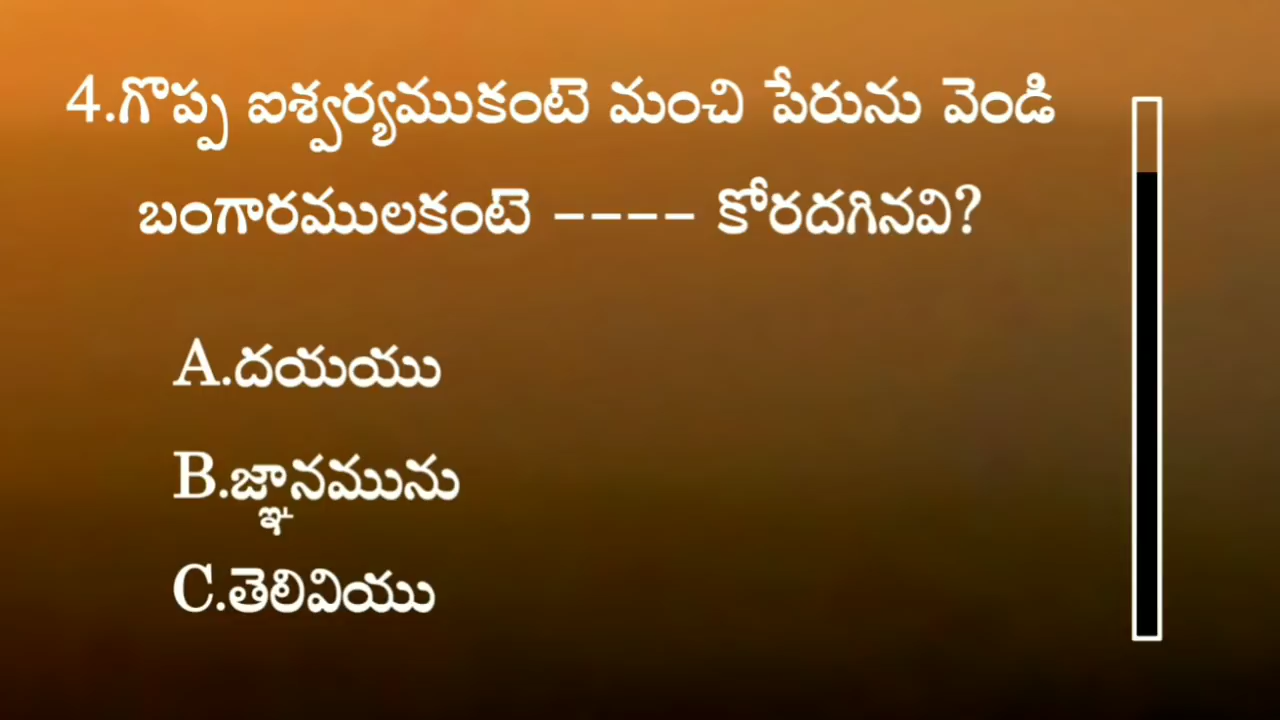 4.గొప్ప ఐశ్వర్యముకంటె మంచి పేరును వెండి
బంగారములకంటె ---- కోరదగినవి?
A.దయయు
B.జ్ఞానమును
C.తెలివియు